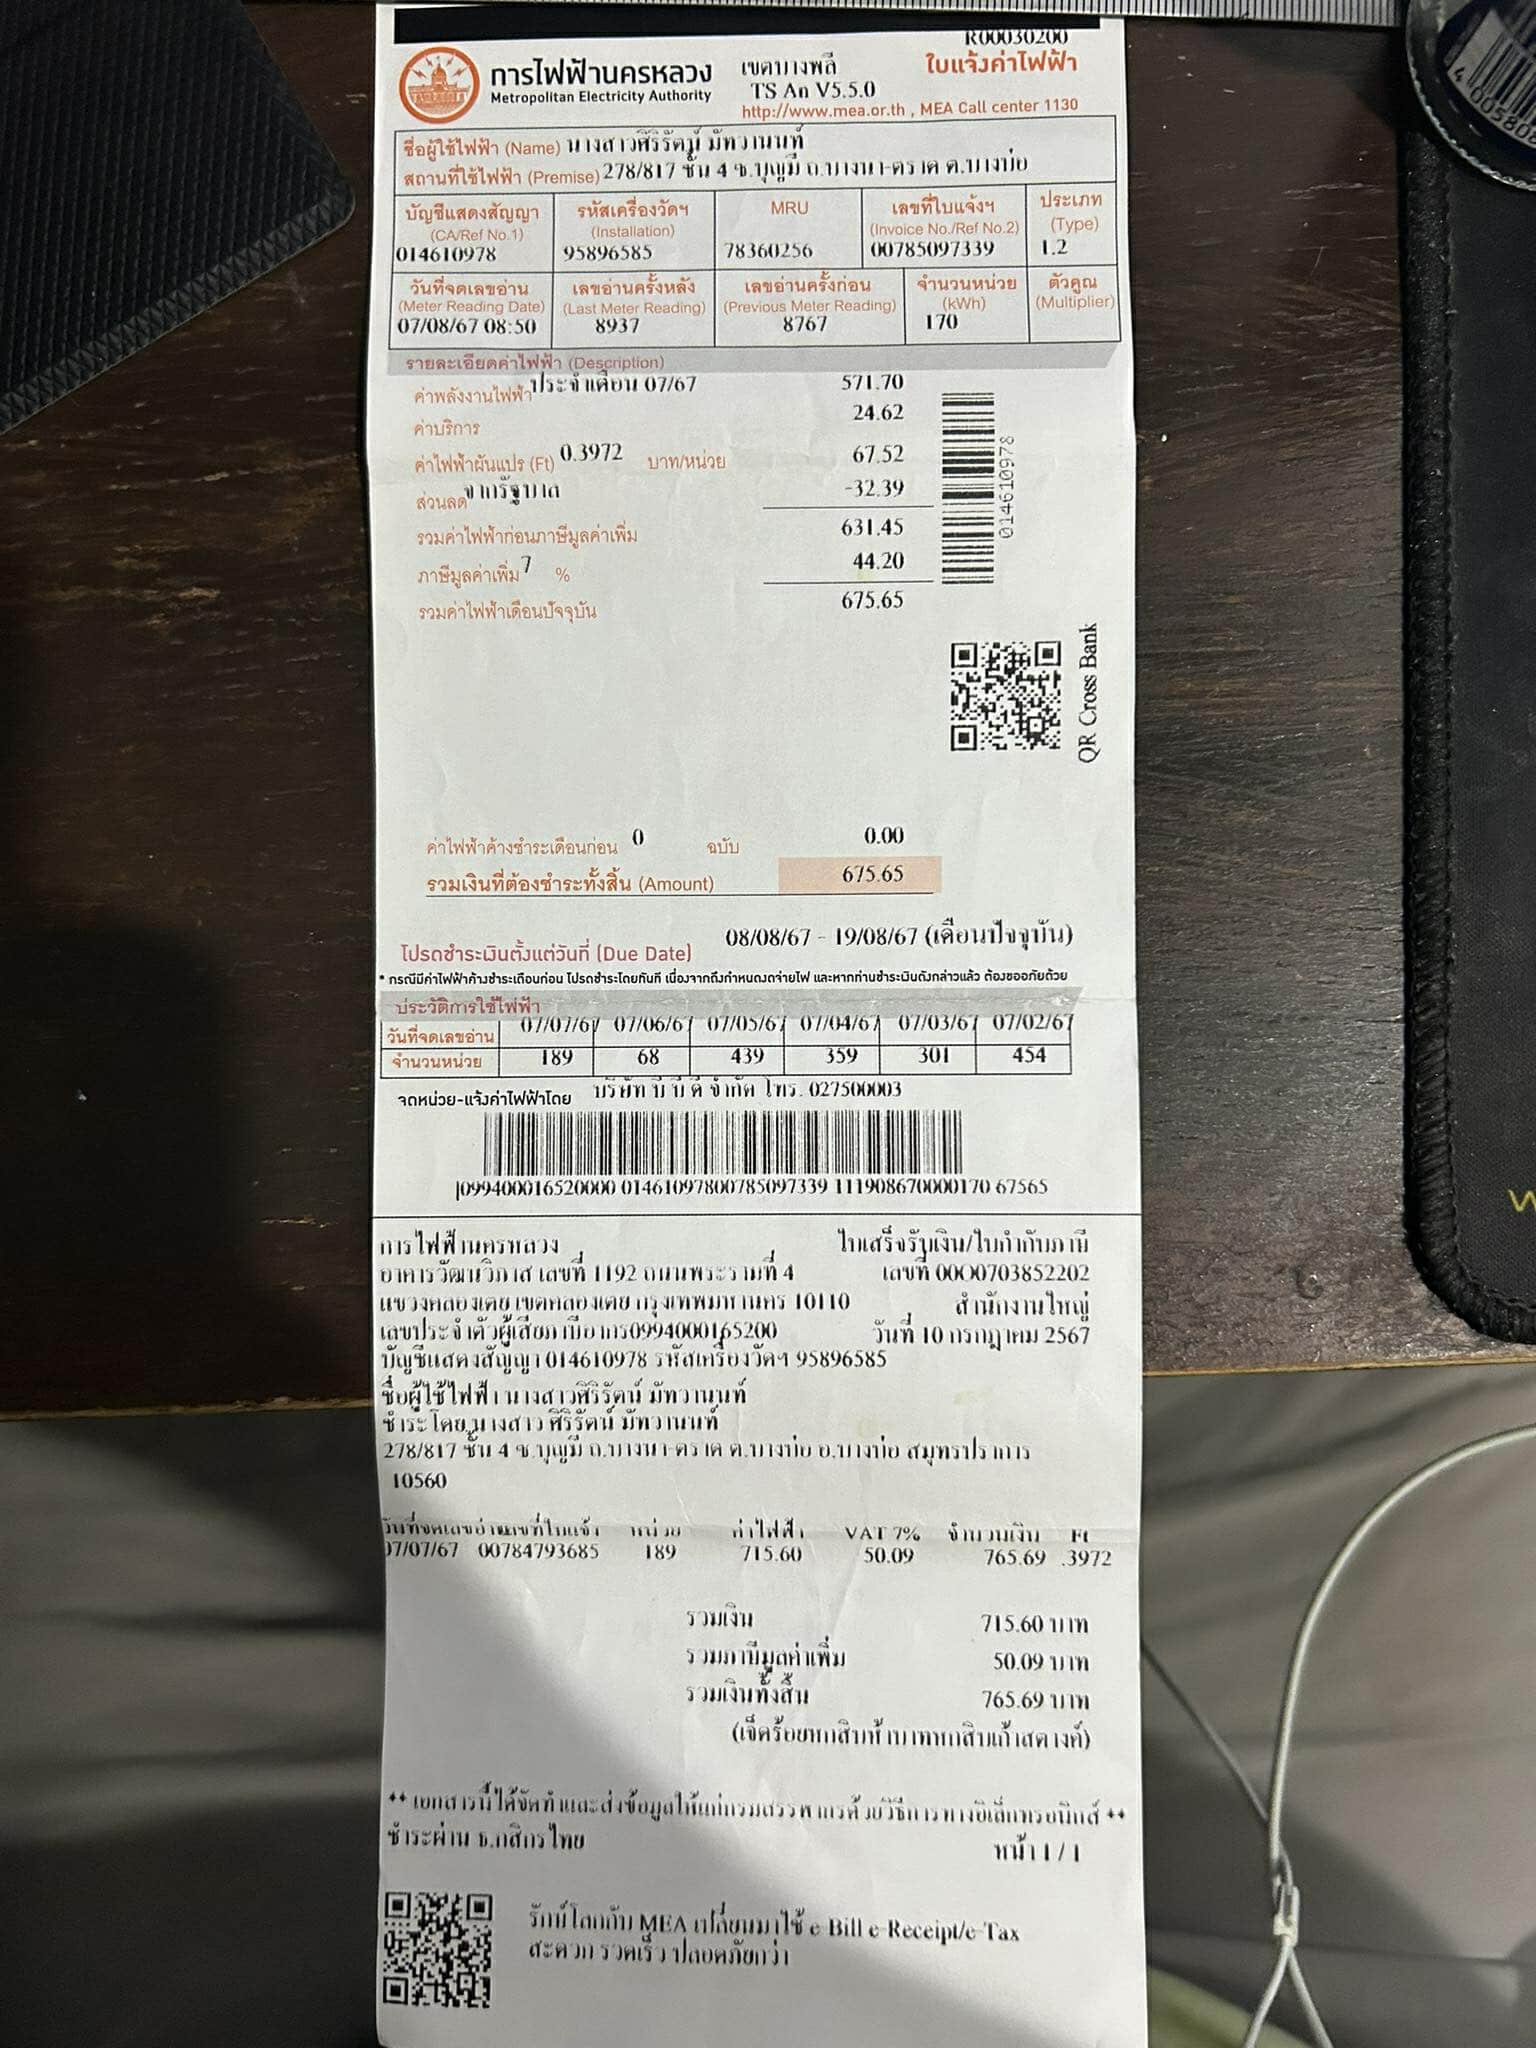 R00030200
การไฟฟ้านครหลวง เขตบางพลี ใบแจ้งค่าไฟฟ้า
Metropolitan Electricity Authority TS An V5.5.0
http://www.mea.or.th , MEA Call center 1130
ชื่อผู้ใช้ไฟฟ้า (Name) นางสาวศิริรัตน์ มัทวานนท์
สถานที่ใช้ไฟฟ้า (Premise) 278/817 ชั้น 4 ซ.บุญมี ถ.บางนา-ตราด ต.บางบ่อ
บัญชีแสดงสัญญา รหัสเครื่องวัดฯ MRU เลขที่ใบแจ้งฯ ประเภท
(CA/Ref No.1) (Installation) (Invoice No./Ref No.2) (Type)
014610978 95896585 78360256 00785097339 1.2
วันที่จดเลขอ่าน เลขอ่านครั้งหลัง เลขอ่านครั้งก่อน จำนวนหน่วย ตัวคูณ
(Meter Reading Date) (Last Meter Reading) (Previous Meter Reading) (kWh) (Multiplier)
07/08/67 08:50 8937 8767 170
รายละเอียดค่าไฟฟ้า (Description)
ค่าพลังงานไฟฟ้า ประจำเดือน 07/67 571.70
ค่าบริการ 24.62
ค่าไฟฟ้าผันแปร (Ft) 0.3972 บาท/หน่วย 67.52
ส่วนลด จากรัฐบาล -32.39
รวมค่าไฟฟ้าก่อนภาษีมูลค่าเพิ่ม 631.45
ภาษีมูลค่าเพิ่ม 7 % 44.20
รวมค่าไฟฟ้าเดือนปัจจุบัน 675.65
014610978
QR Cross Bank
ค่าไฟฟ้าค้างชำระเดือนก่อน 0 ฉบับ 0.00
รวมเงินที่ต้องชำระทั้งสิ้น (Amount) 675.65
โปรดชำระเงินตั้งแต่วันที่ (Due Date) 08/08/67 - 19/08/67 (เดือนปัจจุบัน)
* กรณีมีค่าไฟฟ้าค้างชำระเดือนก่อน โปรดชำระโดยทันที เนื่องจากถึงกำหนดงดจ่ายไฟ และหากท่านชำระเงินดังกล่าวแล้ว ต้องขออภัยด้วย
ประวัติการใช้ไฟฟ้า
วันที่จดเลขอ่าน 07/07/67 07/06/67 07/05/67 07/04/67 07/03/67 07/02/67
จำนวนหน่วย 189 68 439 359 301 454
จดหน่วย-แจ้งค่าไฟฟ้าโดย บริษัท บี บี ดี จำกัด โทร. 027500003
|099400016520000 01461097800785097339 111908670000170 67565
การไฟฟ้านครหลวง ใบเสร็จรับเงิน/ใบกำกับภาษี
อาคารวัฒนวิภาส เลขที่ 1192 ถนนพระรามที่ 4 เลขที่ 00O0703852202
แขวงคลองเตย เขตคลองเตย กรุงเทพมหานคร 10110 สำนักงานใหญ่
เลขประจำตัวผู้เสียภาษีอากร0994000165200 วันที่ 10 กรกฎาคม 2567
บัญชีแสดงสัญญา 014610978 รหัสเครื่องวัดฯ 95896585
ชื่อผู้ใช้ไฟฟ้า นางสาวศิริรัตน์ มัทวานนท์
ชำระโดย นางสาว ศิริรัตน์ มัทวานนท์
278/817 ชั้น 4 ซ.บุญมี ถ.บางนา-ตราด ต.บางบ่อ อ.บางบ่อ สมุทรปราการ
10560
วันที่จดเลขอ่าน เลขที่ใบแจ้ง หน่วย ค่าไฟฟ้า VAT 7% จำนวนเงิน Ft
07/07/67 00784793685 189 715.60 50.09 765.69 .3972
รวมเงิน 715.60 บาท
รวมภาษีมูลค่าเพิ่ม 50.09 บาท
รวมเงินทั้งสิ้น 765.69 บาท
(เจ็ดร้อยหกสิบห้าบาทหกสิบเก้าสตางค์)
** เอกสารนี้ได้จัดทำและส่งข้อมูลให้แก่กรมสรรพากรด้วยวิธีการทางอิเล็กทรอนิกส์ **
ชำระผ่าน ธ.กสิกรไทย หน้า 1 / 1
รักษ์โลกกับ MEA เปลี่ยนมาใช้ e-Bill e-Receipt/e-Tax
สะดวก รวดเร็ว ปลอดภัยกว่า